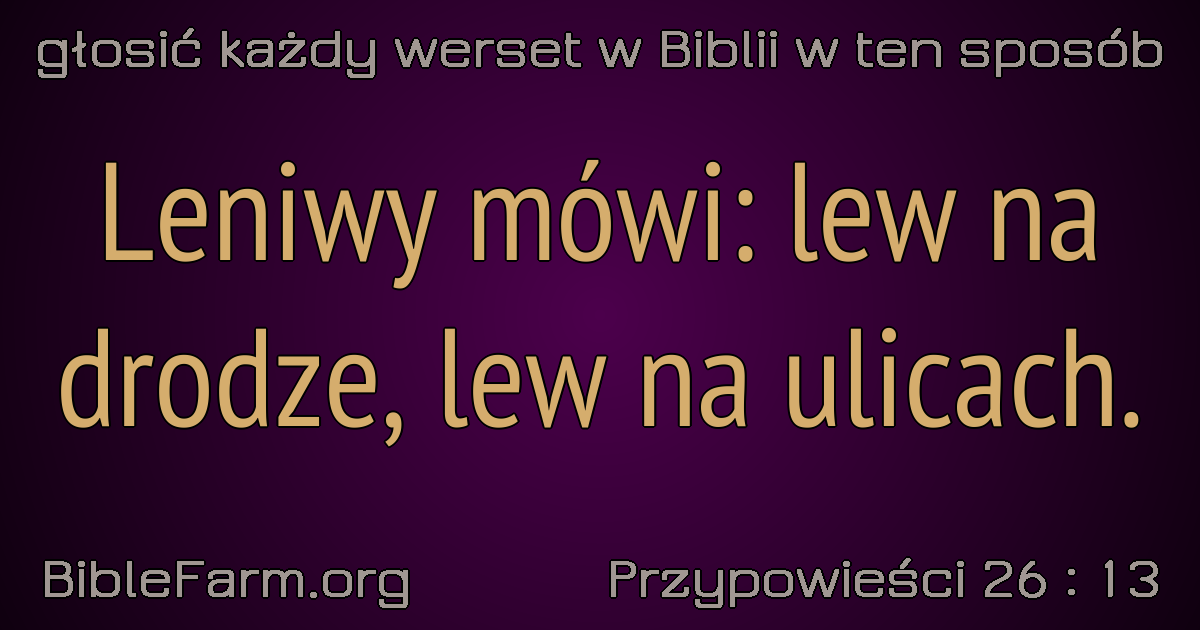 głosić każdy werset w Biblii w ten sposób
Leniwy mówi: lew na
drodze, lew na ulicach.
BibleFarm.org
Przypowieści 26 : 13